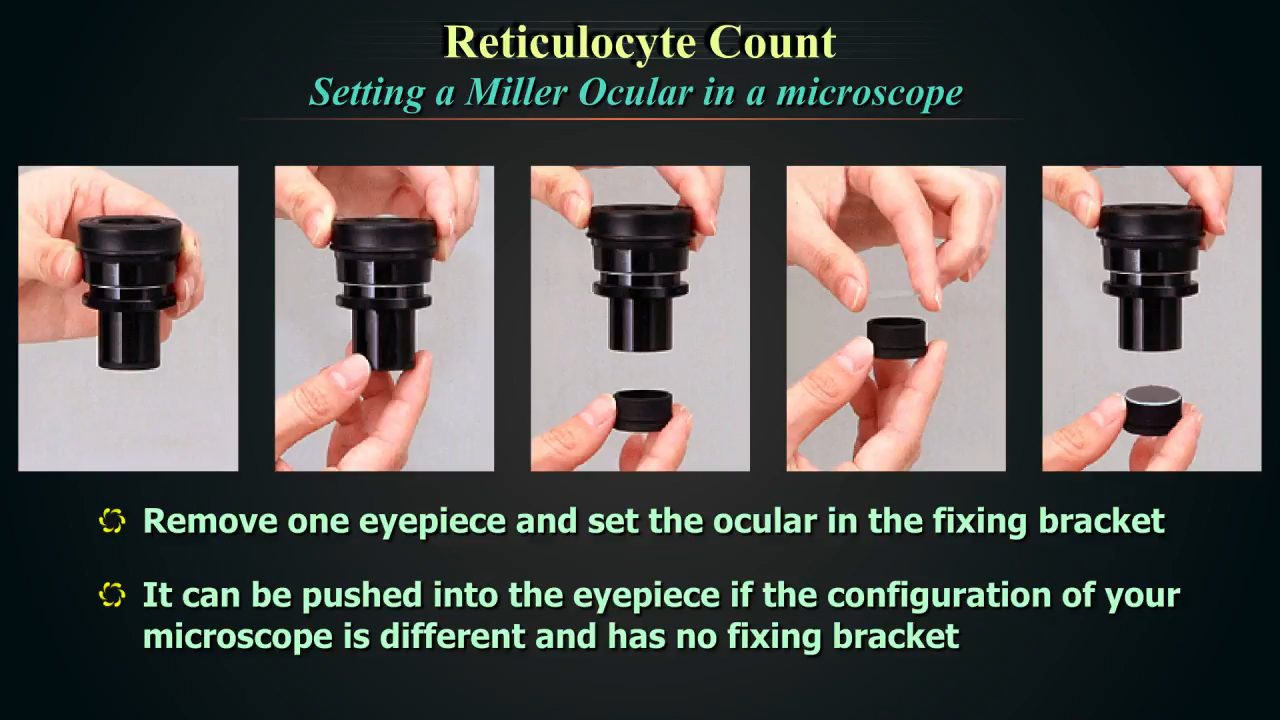 Reticulocyte Count
Setting a Miller Ocular in a microscope
Remove one eyepiece and set the ocular in the fixing bracket
It can be pushed into the eyepiece if the configuration of your
microscope is different and has no fixing bracket